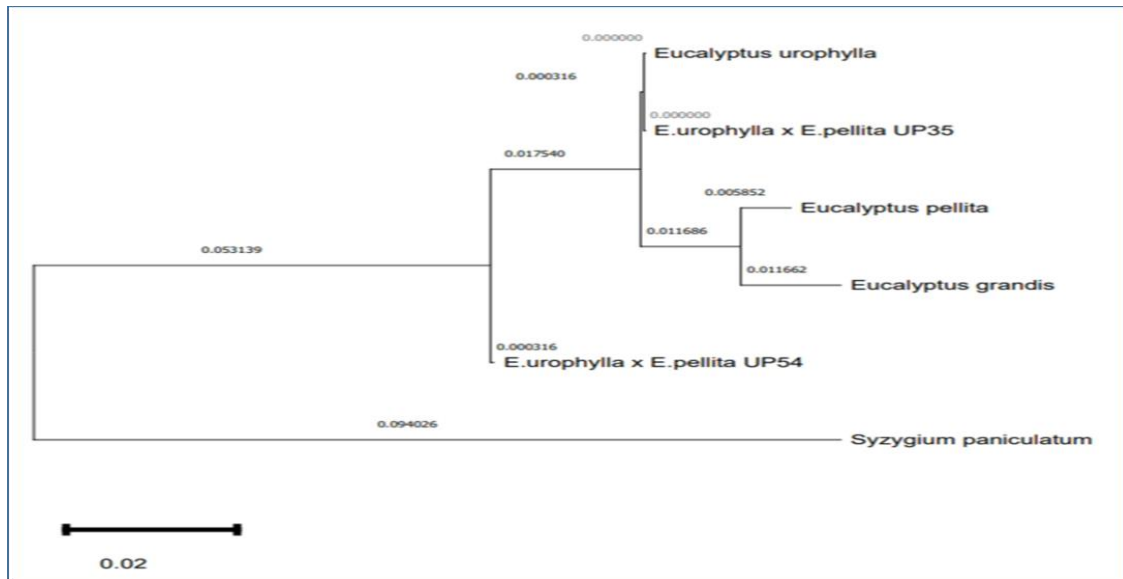 0.000000
Eucalyptus urophylla
0.000316
0.000000
E.urophylla x E.pellita UP35
0.017540
0.005852
Eucalyptus pellita
0.011686
0.053139
0.011662
Eucalyptus grandis
0.000316
E.urophylla x E.pellita UP54
0.094026
Syzygium paniculatum
0.02